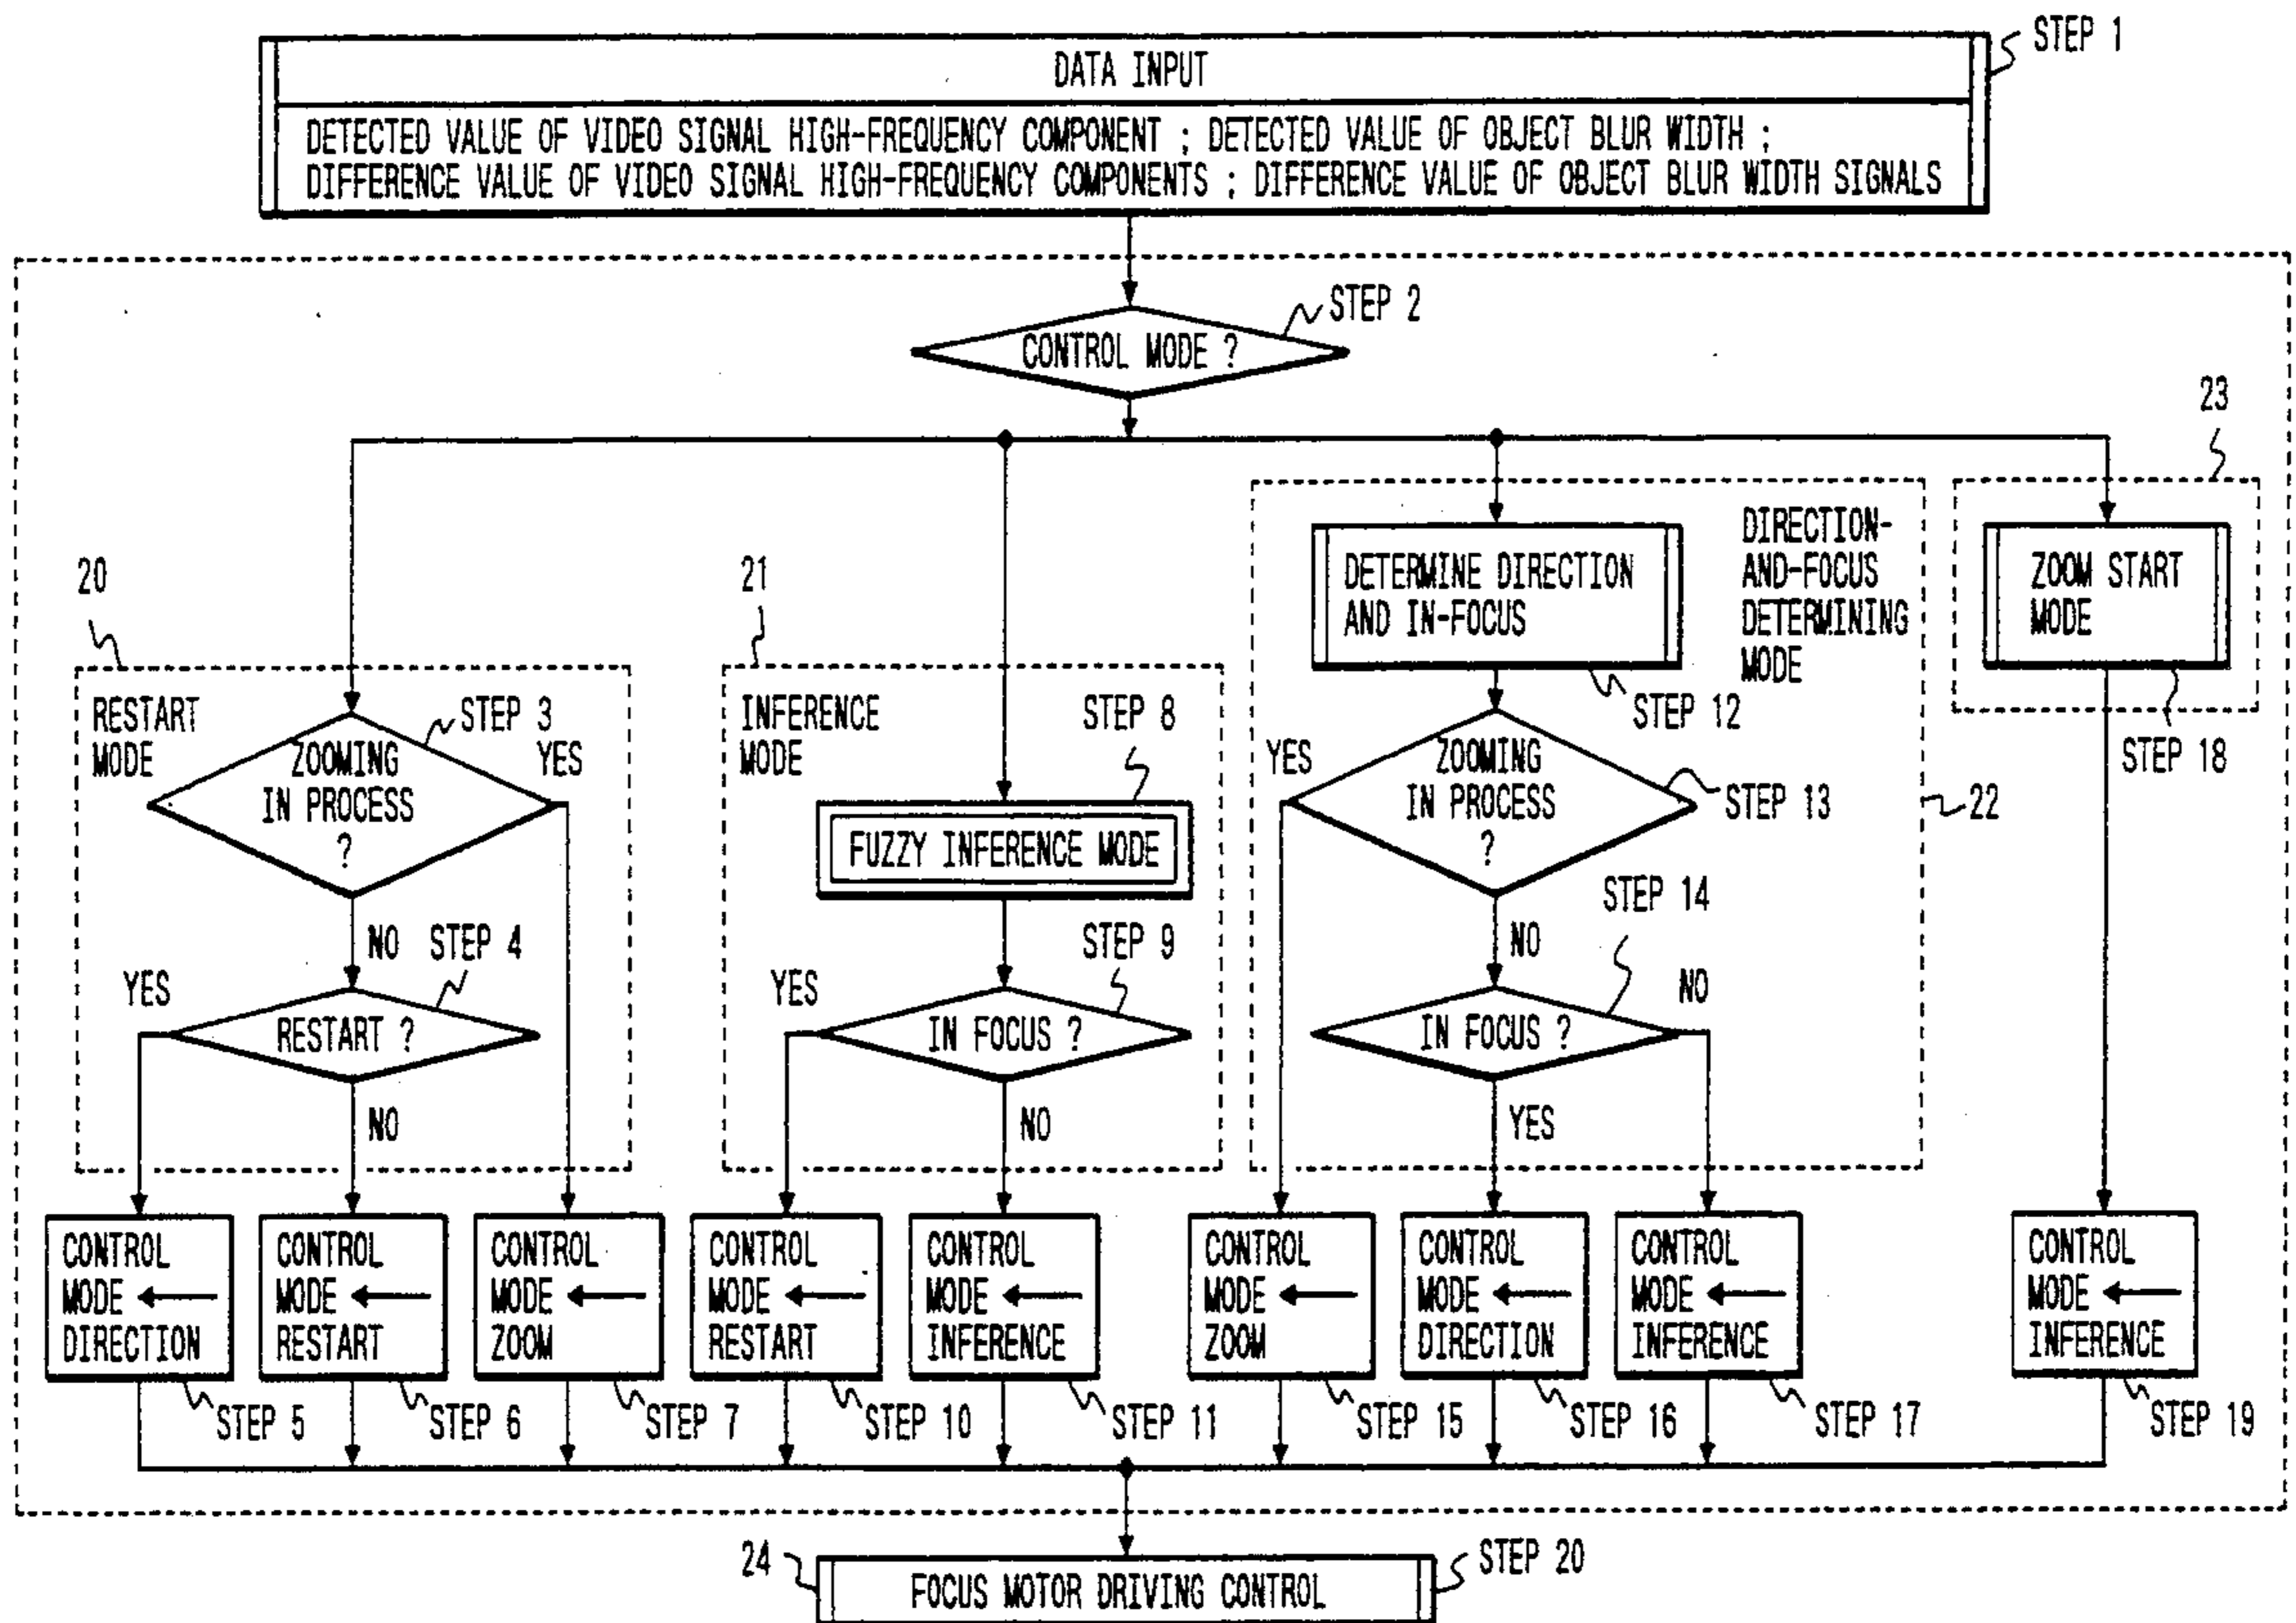 STEP 1
DATA INPUT
DETECTED VALUE OF VIDEO SIGNAL HIGH-FREQUENCY COMPONENT ; DETECTED VALUE OF OBJECT BLUR WIDTH ;
DIFFERENCE VALUE OF VIDEO SIGNAL HIGH-FREQUENCY COMPONENTS ; DIFFERENCE VALUE OF OBJECT BLUR WIDTH SIGNALS
STEP 2
CONTROL MODE ?
20
RESTART
MODE
STEP 3
ZOOMING
IN PROCESS
?
YES
NO
STEP 4
YES
RESTART ?
NO
21
INFERENCE
MODE
STEP 8
FUZZY INFERENCE MODE
STEP 9
YES
IN FOCUS ?
NO
DETERMINE DIRECTION
AND IN-FOCUS
DIRECTION-
AND-FOCUS
DETERMINING
MODE
STEP 12
YES
ZOOMING
IN PROCESS
?
STEP 13
22
NO
STEP 14
NO
IN FOCUS ?
YES
23
ZOOM START
MODE
STEP 18
CONTROL
MODE ←
DIRECTION
STEP 5
CONTROL
MODE ←
RESTART
STEP 6
CONTROL
MODE ←
ZOOM
STEP 7
CONTROL
MODE ←
RESTART
STEP 10
CONTROL
MODE ←
INFERENCE
STEP 11
CONTROL
MODE ←
ZOOM
STEP 15
CONTROL
MODE ←
DIRECTION
STEP 16
CONTROL
MODE ←
INFERENCE
STEP 17
CONTROL
MODE ←
INFERENCE
STEP 19
24
FOCUS MOTOR DRIVING CONTROL
STEP 20